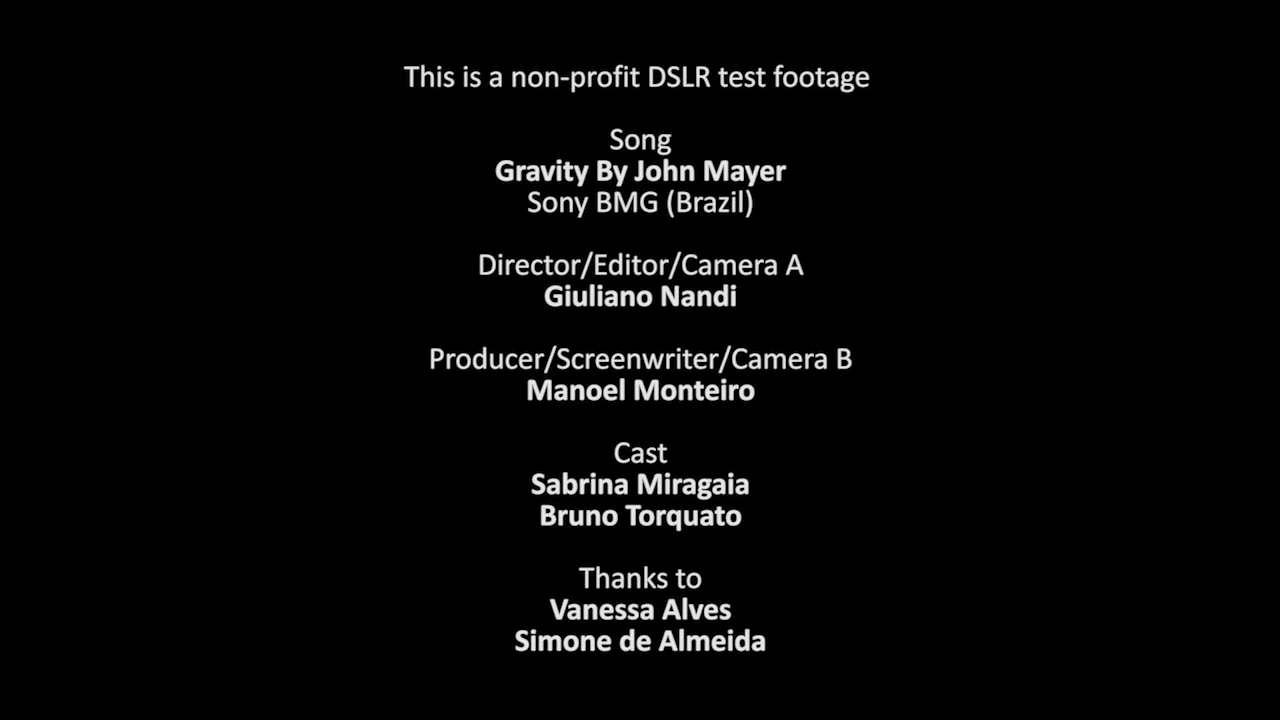 This is a non-profit DSLR test footage
Song
Gravity By John Mayer
Sony BMG (Brazil)
Director/Editor/Camera A
Giuliano Nandi
Producer/Screenwriter/Camera B
Manoel Monteiro
Cast
Sabrina Miragaia
Bruno Torquato
Thanks to
Vanessa Alves
Simone de Almeida